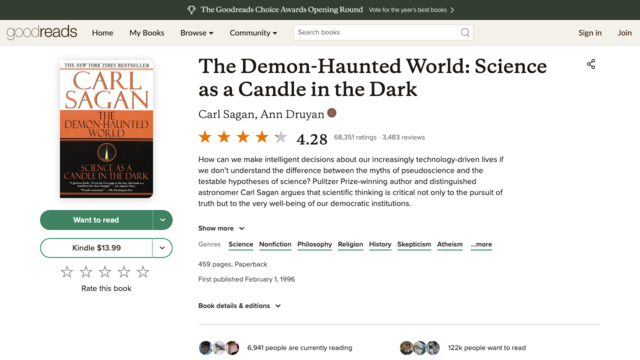 The Goodreads Choice Awards Opening Round Vote for the year's best books
goodreads Home My Books Browse Community Search books Sign in Join
THE NEW YORK TIMES BESTSELLER
CARL
SAGAN
THE
DEMON-HAUNTED
WORLD
SCIENCE AS A
CANDLE IN THE DARK
The Demon-Haunted World: Science
as a Candle in the Dark
Carl Sagan, Ann Druyan
4.28 68,351 ratings · 3,483 reviews
How can we make intelligent decisions about our increasingly technology-driven lives if
we don't understand the difference between the myths of pseudoscience and the
testable hypotheses of science? Pulitzer Prize-winning author and distinguished
astronomer Carl Sagan argues that scientific thinking is critical not only to the pursuit of
truth but to the very well-being of our democratic institutions.
Show more
Genres Science Nonfiction Philosophy Religion History Skepticism Atheism ...more
459 pages, Paperback
First published February 1, 1996
Book details & editions
6,941 people are currently reading
122k people want to read
Want to read
Kindle $13.99
Rate this book